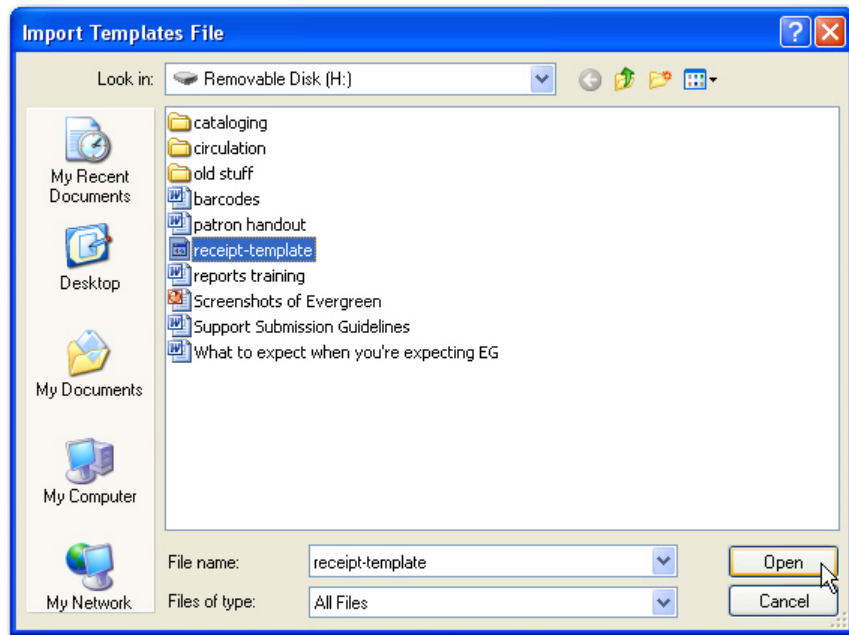 Import Templates File
Look in: Removable Disk (H:)
My Recent
Documents
Desktop
My Documents
My Computer
My Network
cataloging
circulation
old stuff
barcodes
patron handout
receipt-template
reports training
Screenshots of Evergreen
Support Submission Guidelines
What to expect when you're expecting EG
File name: receipt-template Open
Files of type: All Files Cancel